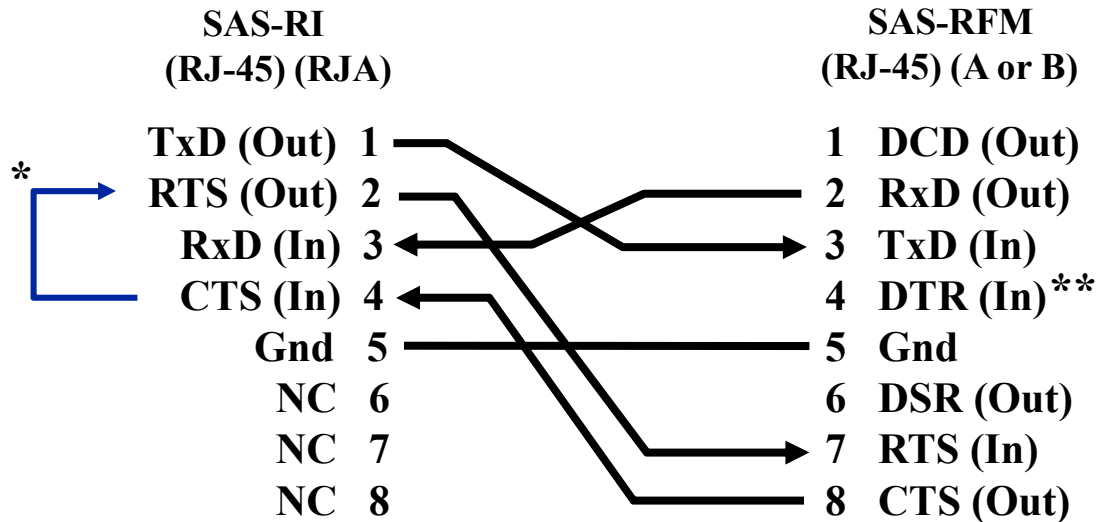 SAS-RI
(RJ-45) (RJA)
SAS-RFM
(RJ-45) (A or B)
TxD (Out) 1
1 DCD (Out)
*
RTS (Out) 2
2 RxD (Out)
RxD (In) 3
3 TxD (In)
CTS (In) 4
4 DTR (In)**
Gnd 5
5 Gnd
NC 6
6 DSR (Out)
NC 7
7 RTS (In)
NC 8
8 CTS (Out)